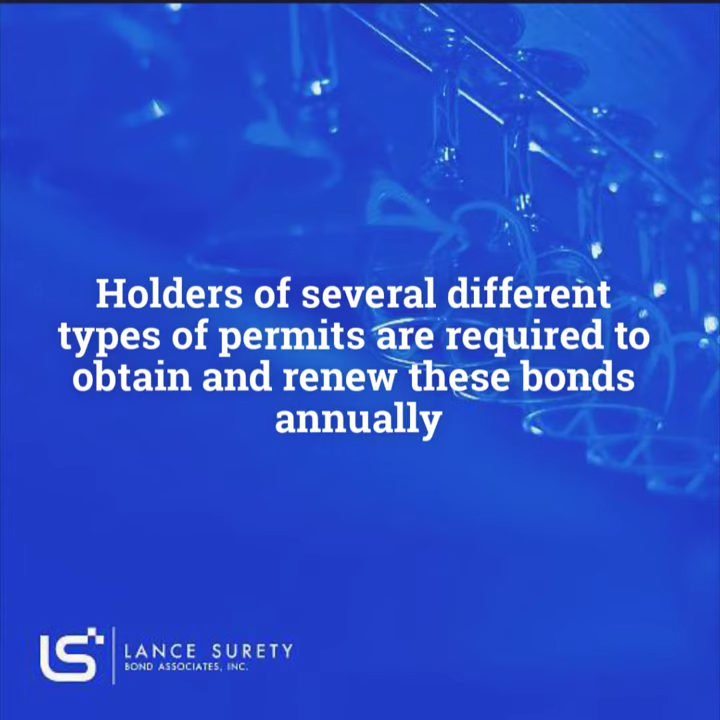 Holders of several different
types of permits are required to
obtain and renew these bonds
annually
LS
LANCE SURETY
BOND ASSOCIATES, INC.